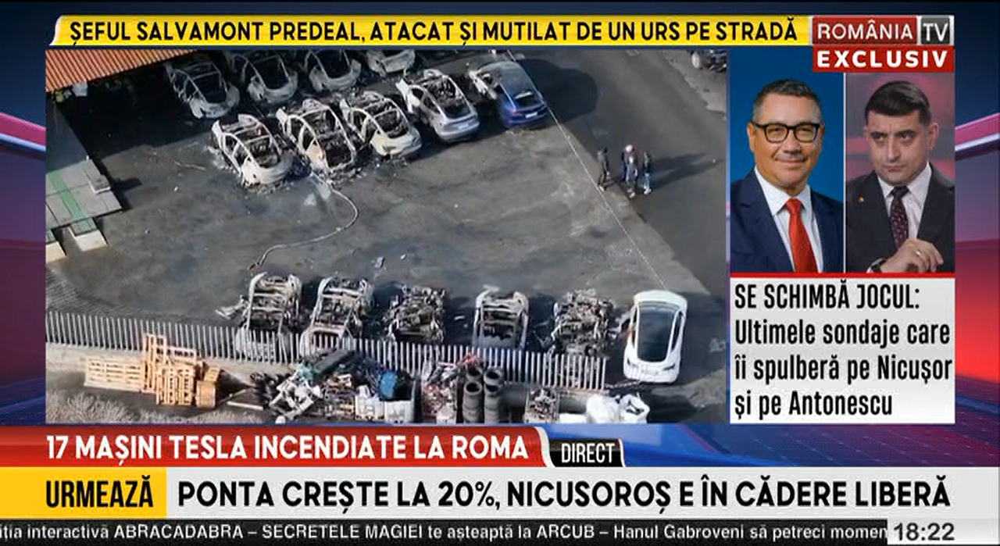 ȘEFUL SALVAMONT PREDEAL, ATACAT ȘI MUTILAT DE UN URS PE STRADĂ
ROMÂNIA TV
EXCLUSIV
SE SCHIMBĂ JOCUL:
Ultimele sondaje care
îi spulberă pe Nicușor
și pe Antonescu
17 MAȘINI TESLA INCENDIATE LA ROMA
DIRECT
URMEAZĂ
PONTA CREȘTE LA 20%, NICUSOROȘ E ÎN CĂDERE LIBERĂ
interactivă ABRACADABRA – SECRETELE MAGIEI te așteaptă la ARCUB – Hanul Gabroveni să petreci momen
18:22